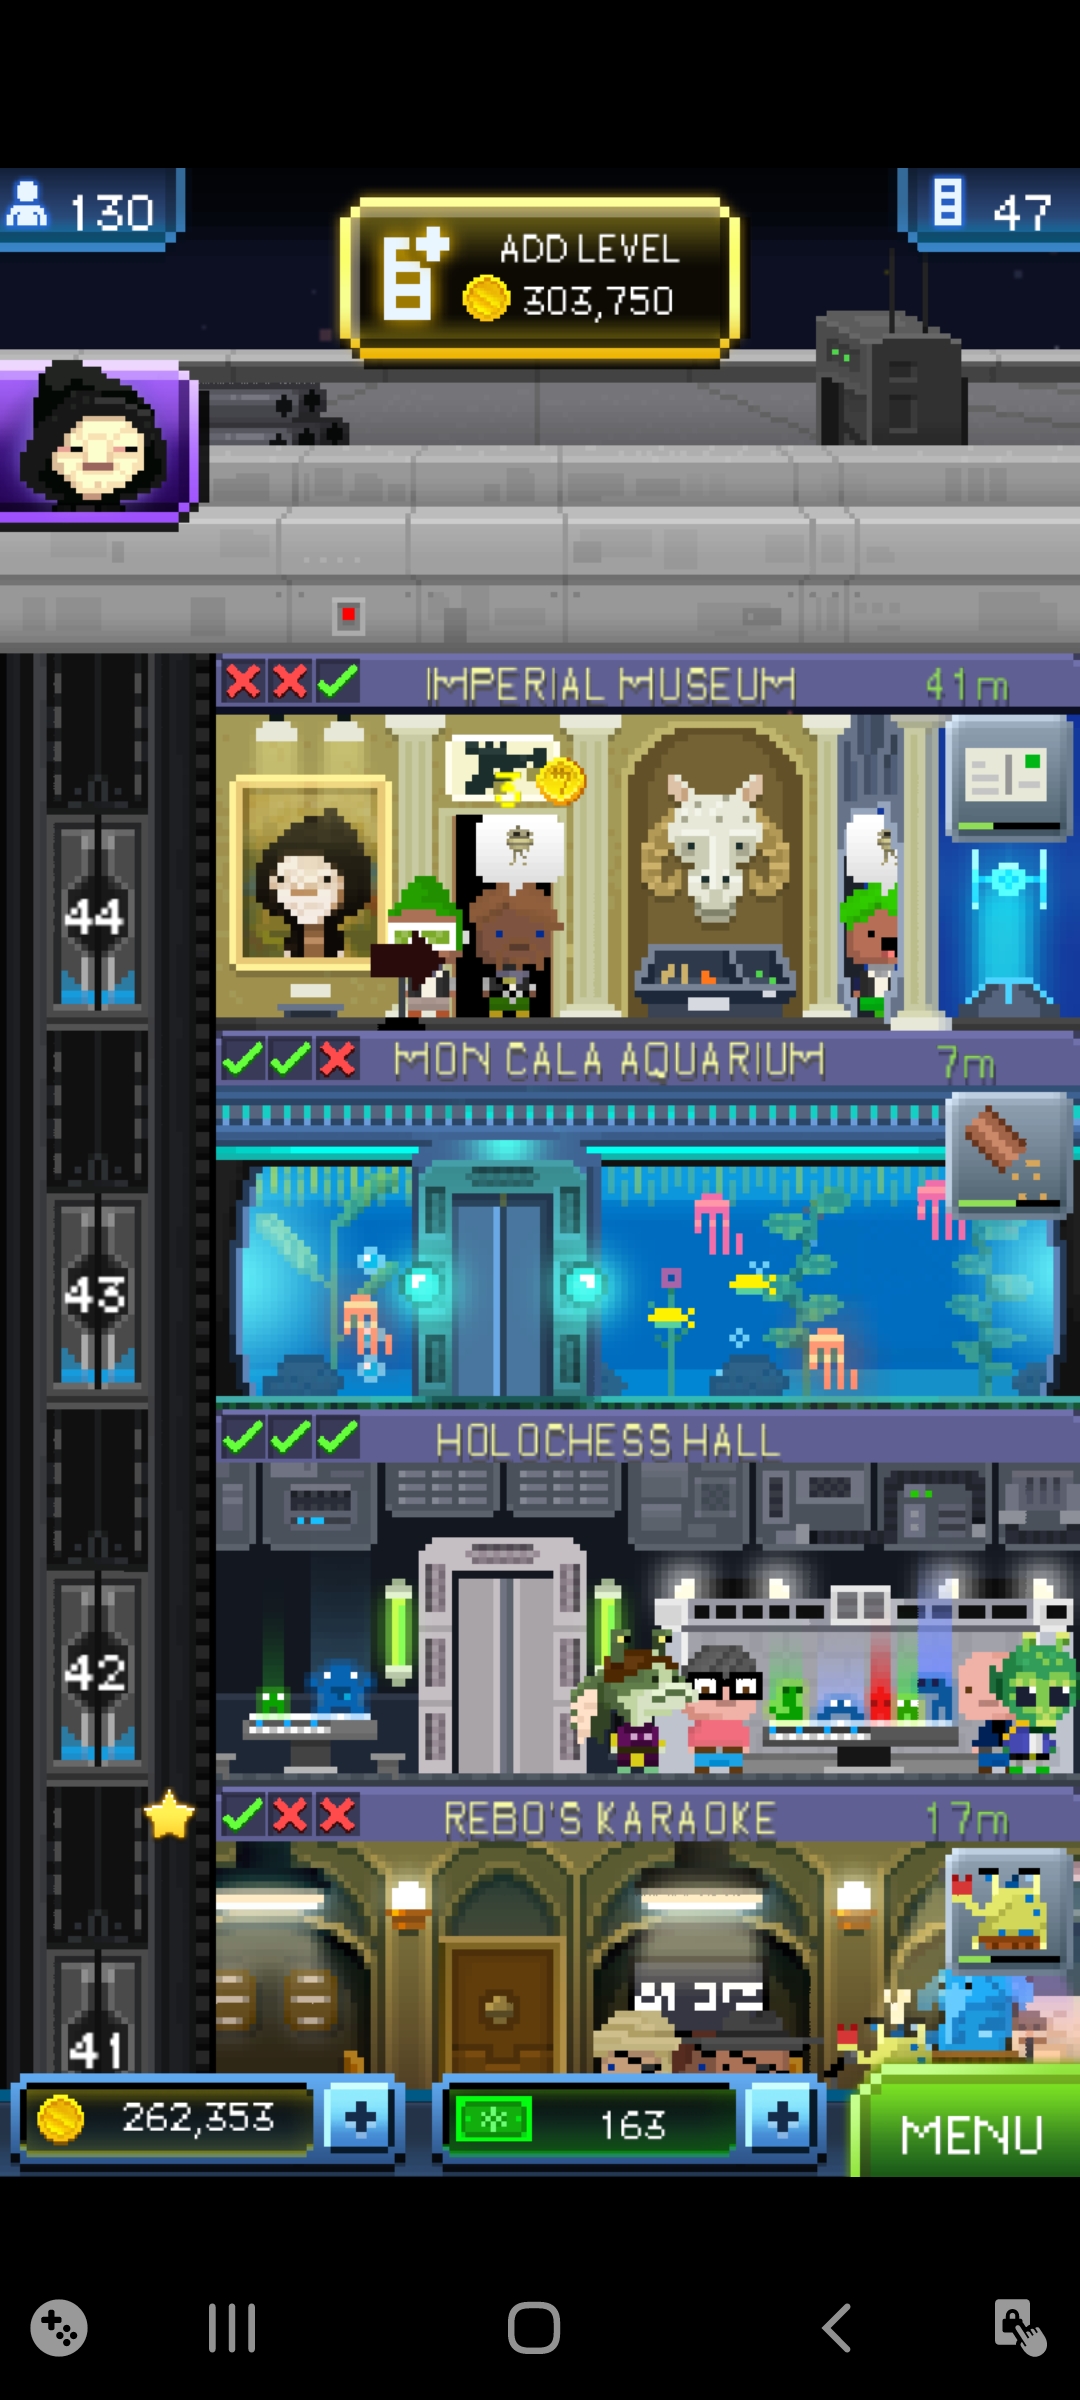 130
ADD LEVEL
303,750
47
IMPERIAL MUSEUM 41m
44
MON CALA AQUARIUM 7m
43
HOLOCHESS HALL
42
REBO'S KARAOKE 17m
41
262,353
163
MENU